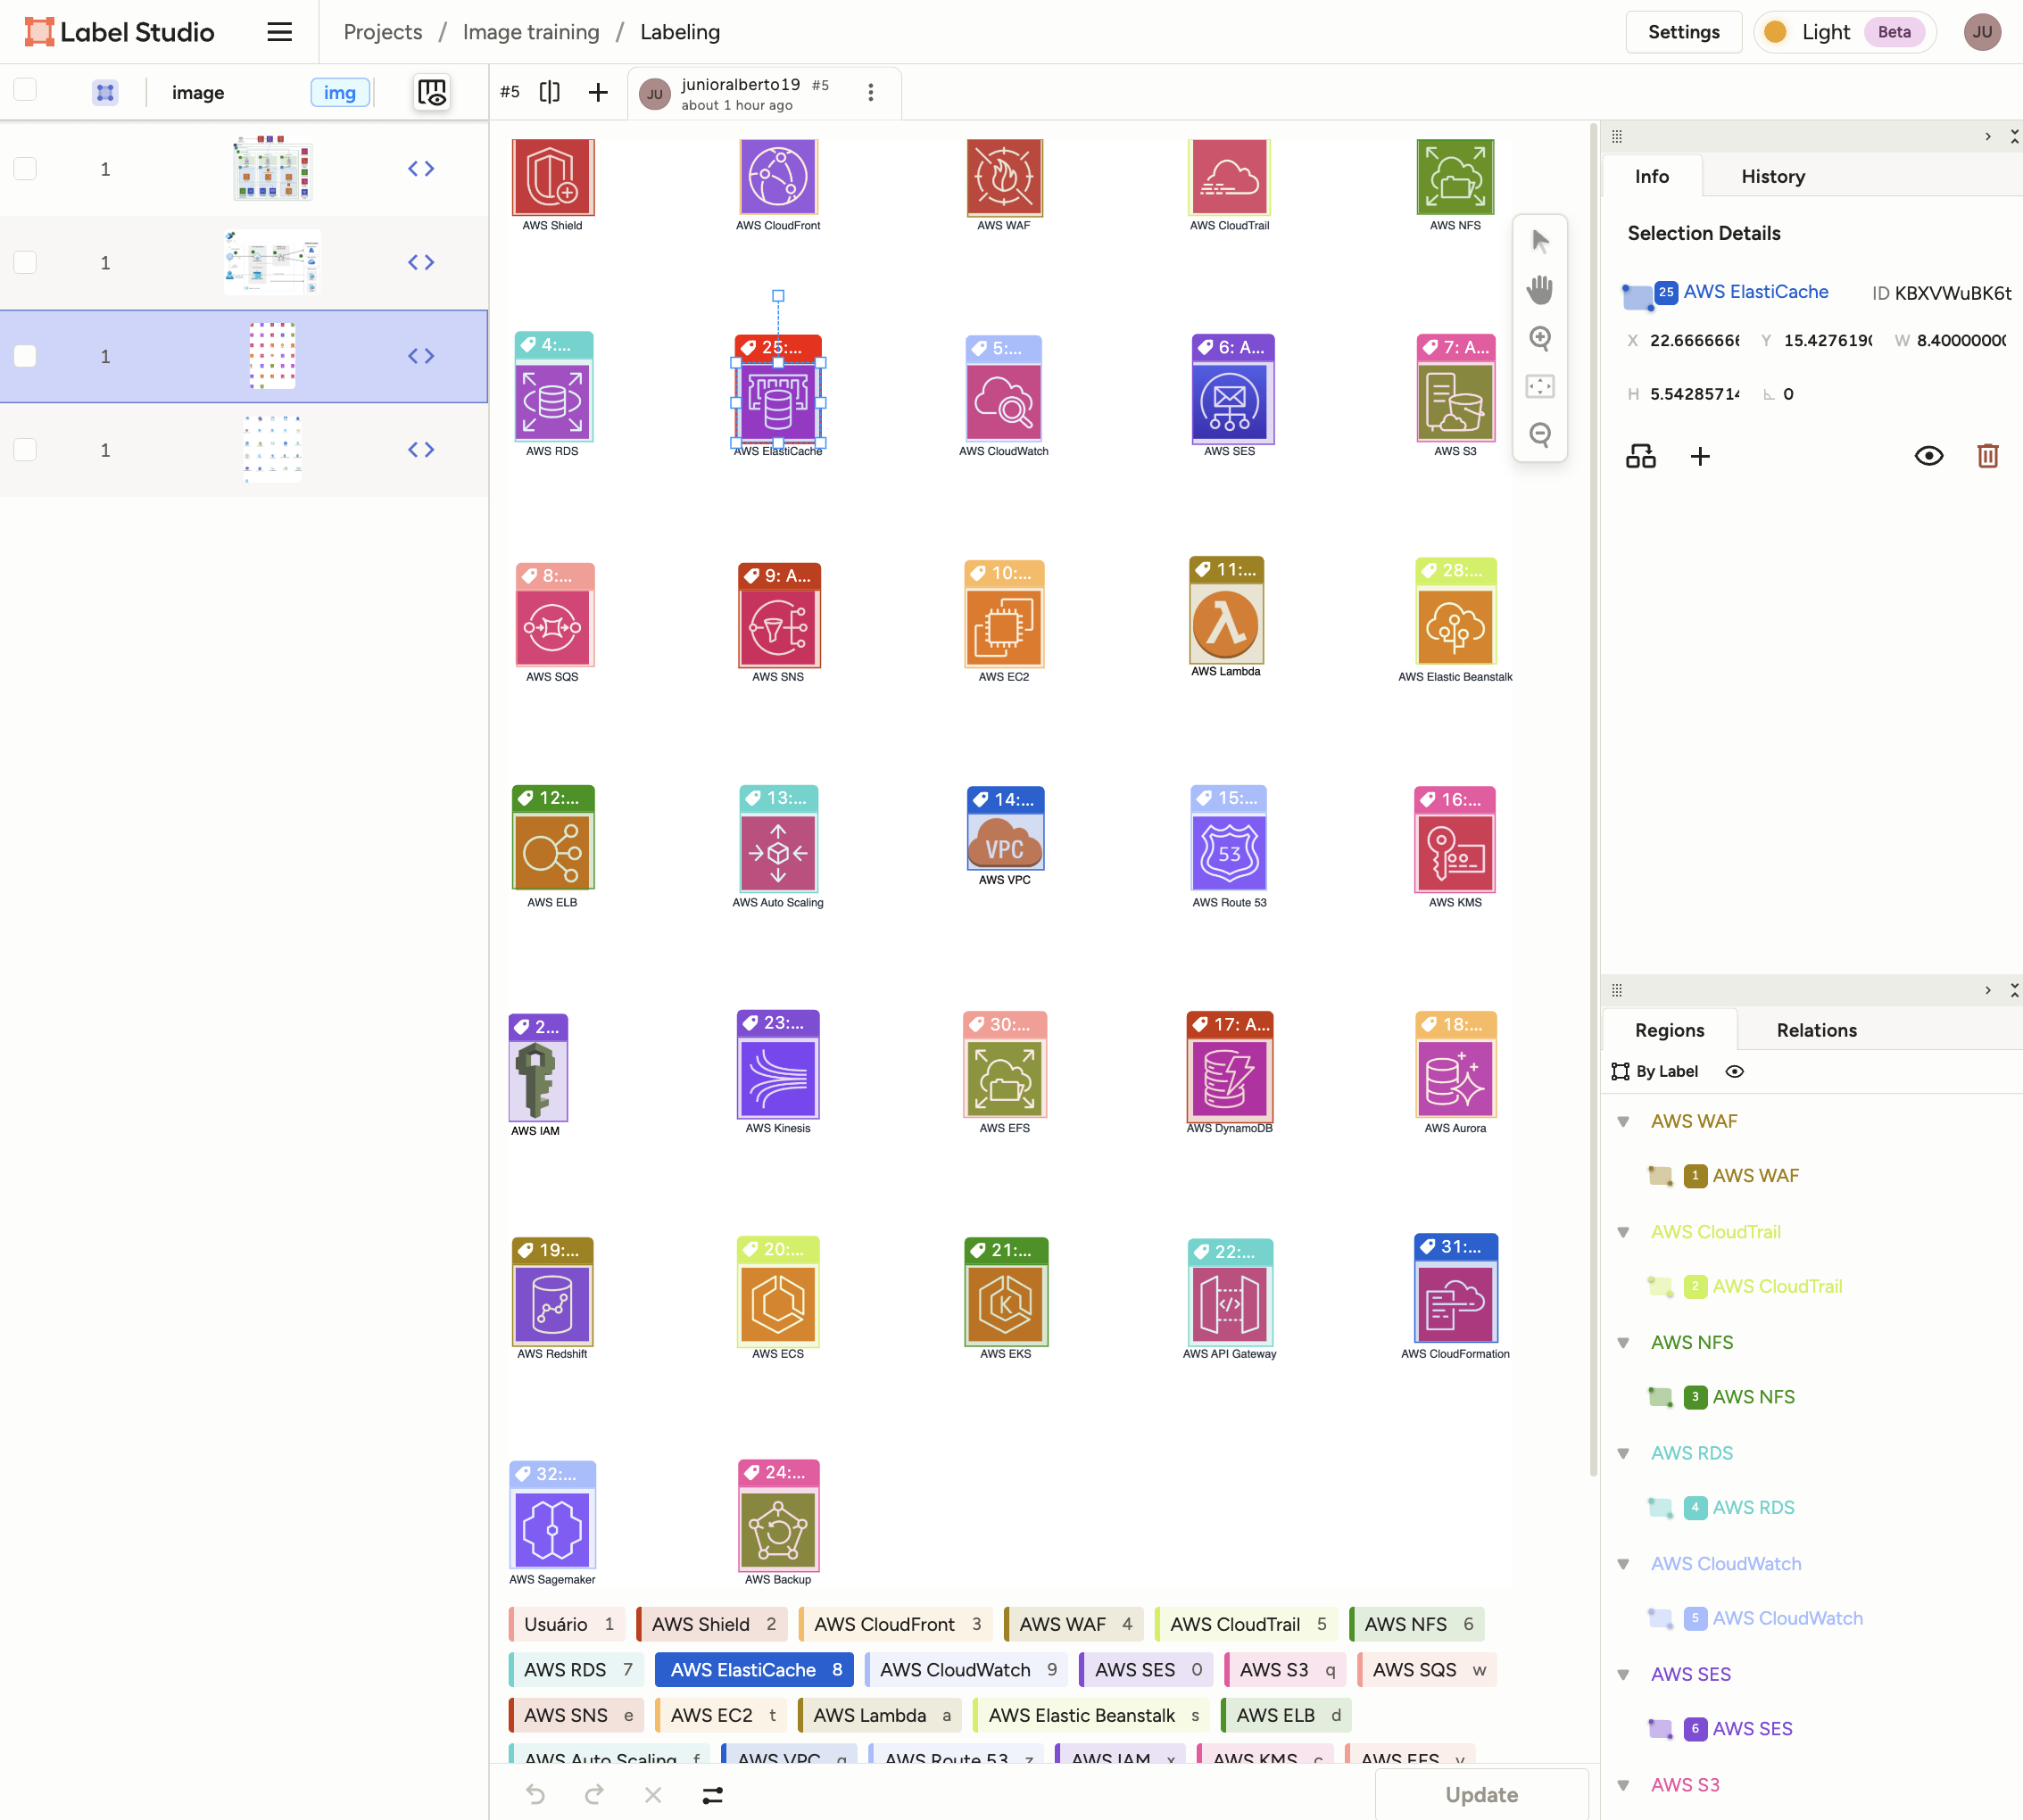 Label Studio
Projects / Image training / Labeling
Settings
Light Beta
JU
image img
#5
JU junioralberto19 #5
about 1 hour ago
1
1
1
1
AWS Shield
AWS CloudFront
AWS WAF
AWS CloudTrail
AWS NFS
4:...
25:...
5:...
6: A...
7: A...
AWS RDS
AWS ElastiCache
AWS CloudWatch
AWS SES
AWS S3
8:...
9: A...
10:...
11:...
28:...
AWS SQS
AWS SNS
AWS EC2
AWS Lambda
AWS Elastic Beanstalk
12:...
13:...
14:...
15:...
16:...
VPC
53
AWS ELB
AWS Auto Scaling
AWS VPC
AWS Route 53
AWS KMS
2...
23:...
30:...
17: A...
18:...
AWS IAM
AWS Kinesis
AWS EFS
AWS DynamoDB
AWS Aurora
19:...
20:...
21:...
22:...
31:...
K
</>
AWS Redshift
AWS ECS
AWS EKS
AWS API Gateway
AWS CloudFormation
32:...
24:...
AWS Sagemaker
AWS Backup
Usuário 1 AWS Shield 2 AWS CloudFront 3 AWS WAF 4 AWS CloudTrail 5 AWS NFS 6
AWS RDS 7 AWS ElastiCache 8 AWS CloudWatch 9 AWS SES 0 AWS S3 q AWS SQS w
AWS SNS e AWS EC2 t AWS Lambda a AWS Elastic Beanstalk s AWS ELB d
AWS Auto Scaling f AWS VPC g AWS Route 53 z AWS IAM x AWS KMS c AWS EFS v
Update
Info History
Selection Details
25 AWS ElastiCache ID KBXVWuBK6t
X 22.666666 Y 15.427619 W 8.4000000
H 5.5428571 0
Regions Relations
By Label
AWS WAF
1 AWS WAF
AWS CloudTrail
2 AWS CloudTrail
AWS NFS
3 AWS NFS
AWS RDS
4 AWS RDS
AWS CloudWatch
5 AWS CloudWatch
AWS SES
6 AWS SES
AWS S3